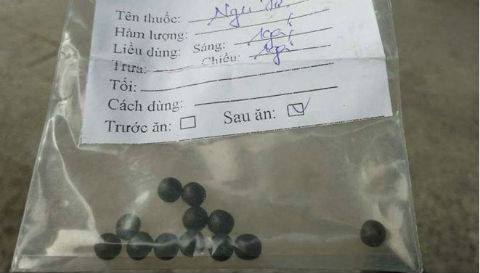 Tên thuốc:
Hàm lượng:
Liều dùng: Sáng:
Trưa: Chiều:
Tối:
Cách dùng:
Trước ăn: Sau ăn: